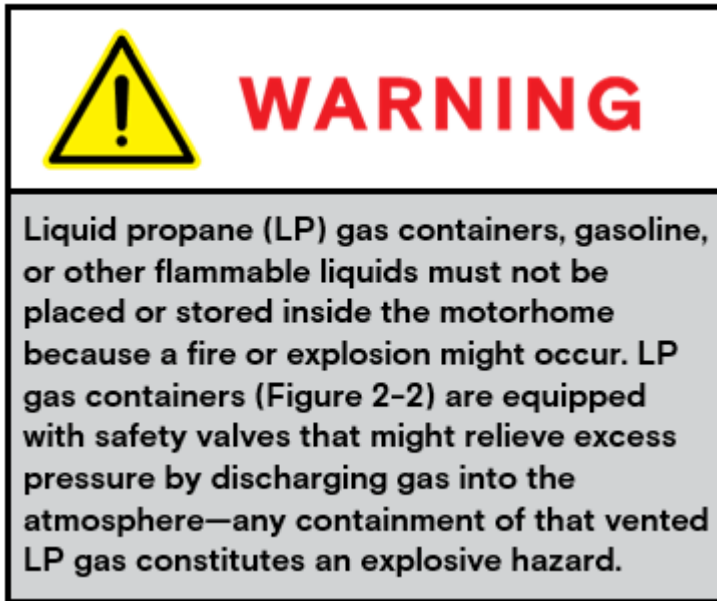 WARNING
Liquid propane (LP) gas containers, gasoline,
or other flammable liquids must not be
placed or stored inside the motorhome
because a fire or explosion might occur. LP
gas containers (Figure 2-2) are equipped
with safety valves that might relieve excess
pressure by discharging gas into the
atmosphere—any containment of that vented
LP gas constitutes an explosive hazard.